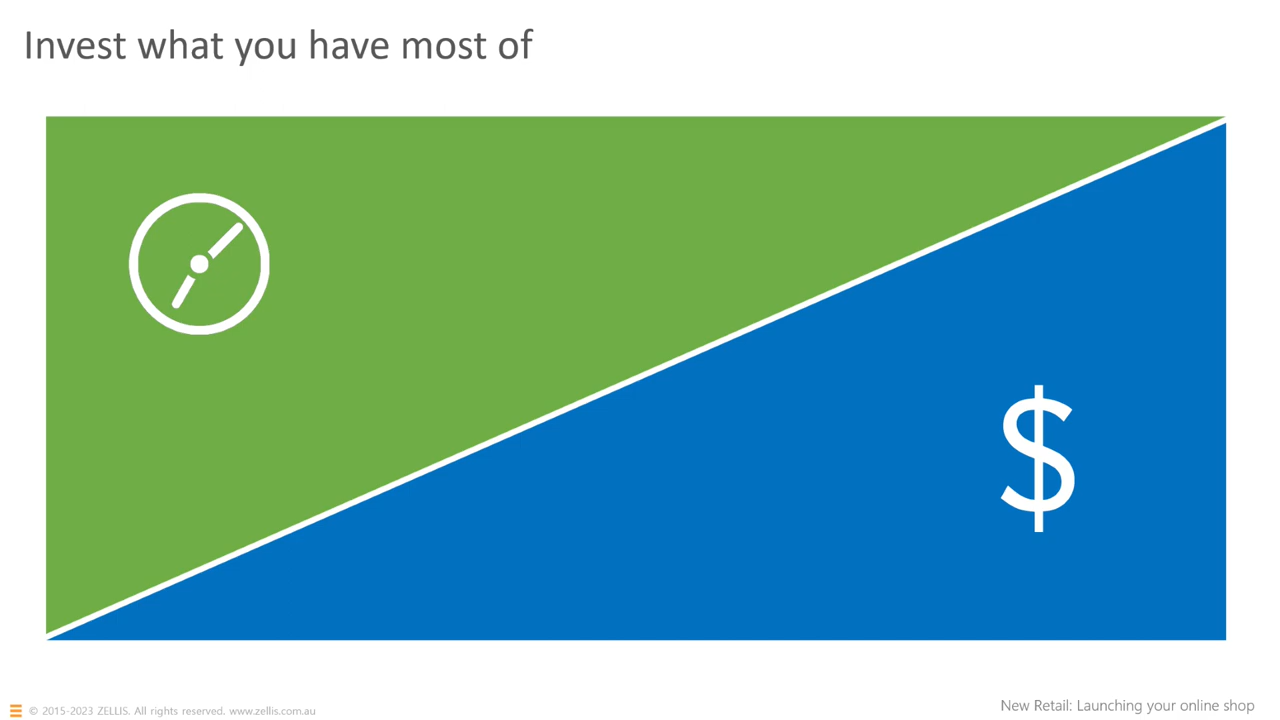 Invest what you have most of
$
© 2015-2023 ZELLIS. All rights reserved. www.zellis.com.au
New Retail: Launching your online shop